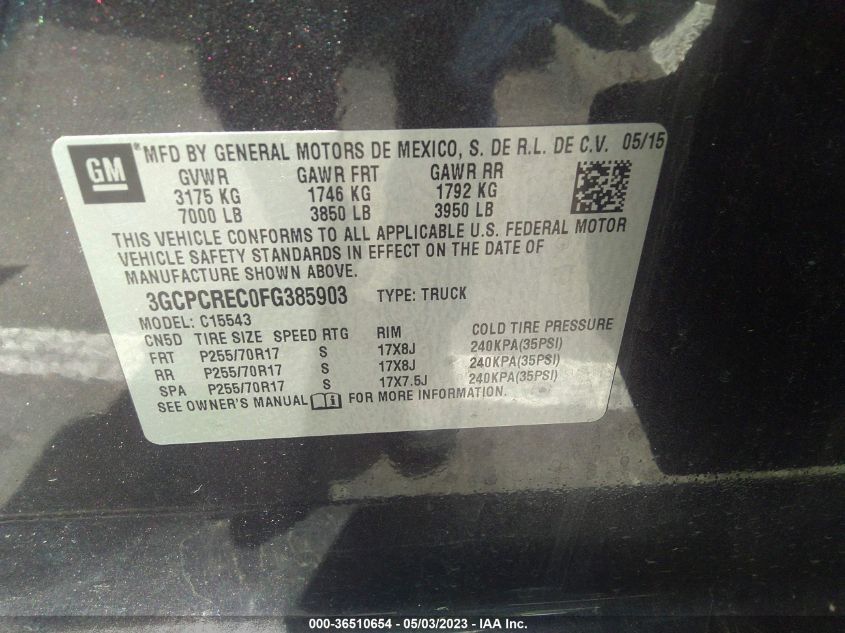 GM ® MFD BY GENERAL MOTORS DE MEXICO, S. DE R.L. DE C.V. 05/15
GVWR GAWR FRT GAWR RR
3175 KG 1746 KG 1792 KG
7000 LB 3850 LB 3950 LB
THIS VEHICLE CONFORMS TO ALL APPLICABLE U.S. FEDERAL MOTOR
VEHICLE SAFETY STANDARDS IN EFFECT ON THE DATE OF
MANUFACTURE SHOWN ABOVE.
3GCPCREC0FG385903 TYPE: TRUCK
MODEL: C15543
CN5D TIRE SIZE SPEED RTG RIM COLD TIRE PRESSURE
FRT P255/70R17 S 17X8J 240KPA(35PSI)
RR P255/70R17 S 17X8J 240KPA(35PSI)
SPA P255/70R17 S 17X7.5J 240KPA(35PSI)
SEE OWNER'S MANUAL i FOR MORE INFORMATION.
000-36510654 - 05/03/2023 - IAA Inc.